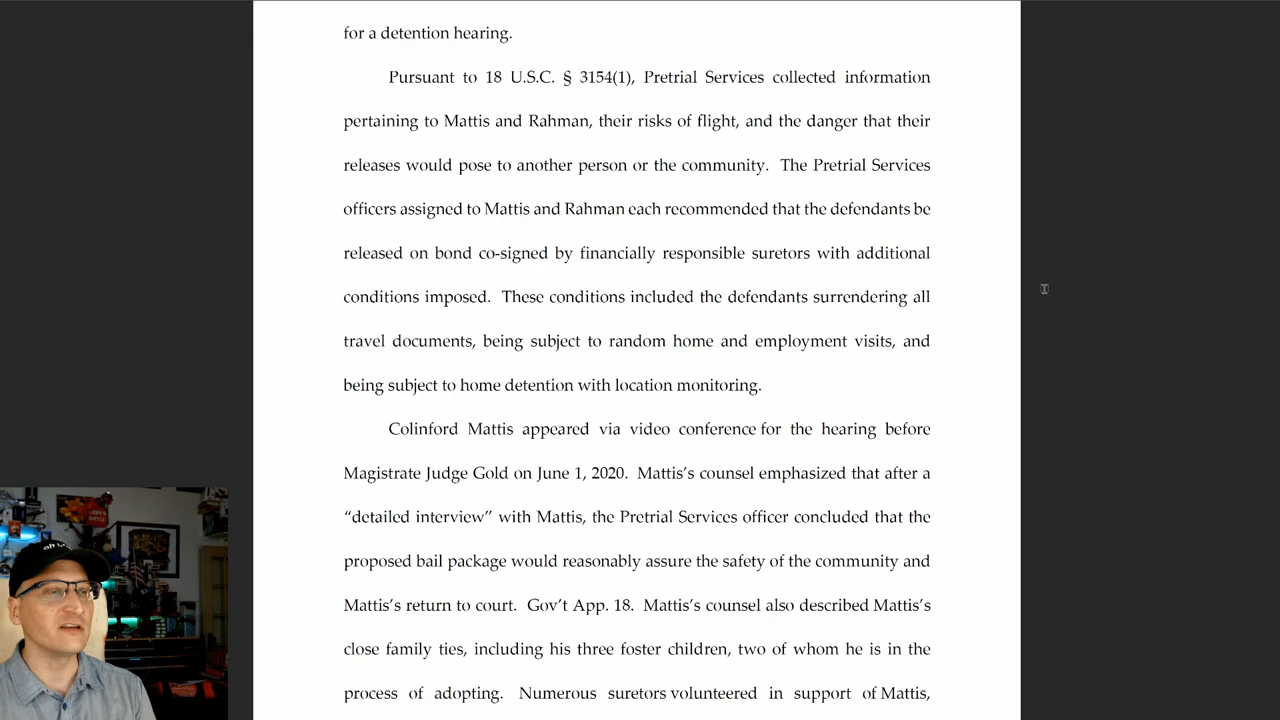 for a detention hearing.
Pursuant to 18 U.S.C. § 3154(1), Pretrial Services collected information
pertaining to Mattis and Rahman, their risks of flight, and the danger that their
releases would pose to another person or the community. The Pretrial Services
officers assigned to Mattis and Rahman each recommended that the defendants be
released on bond co-signed by financially responsible suretors with additional
conditions imposed. These conditions included the defendants surrendering all
travel documents, being subject to random home and employment visits, and
being subject to home detention with location monitoring.
Colinford Mattis appeared via video conference for the hearing before
Magistrate Judge Gold on June 1, 2020. Mattis’s counsel emphasized that after a
“detailed interview” with Mattis, the Pretrial Services officer concluded that the
proposed bail package would reasonably assure the safety of the community and
Mattis’s return to court. Gov’t App. 18. Mattis’s counsel also described Mattis’s
close family ties, including his three foster children, two of whom he is in the
process of adopting. Numerous suretors volunteered in support of Mattis,